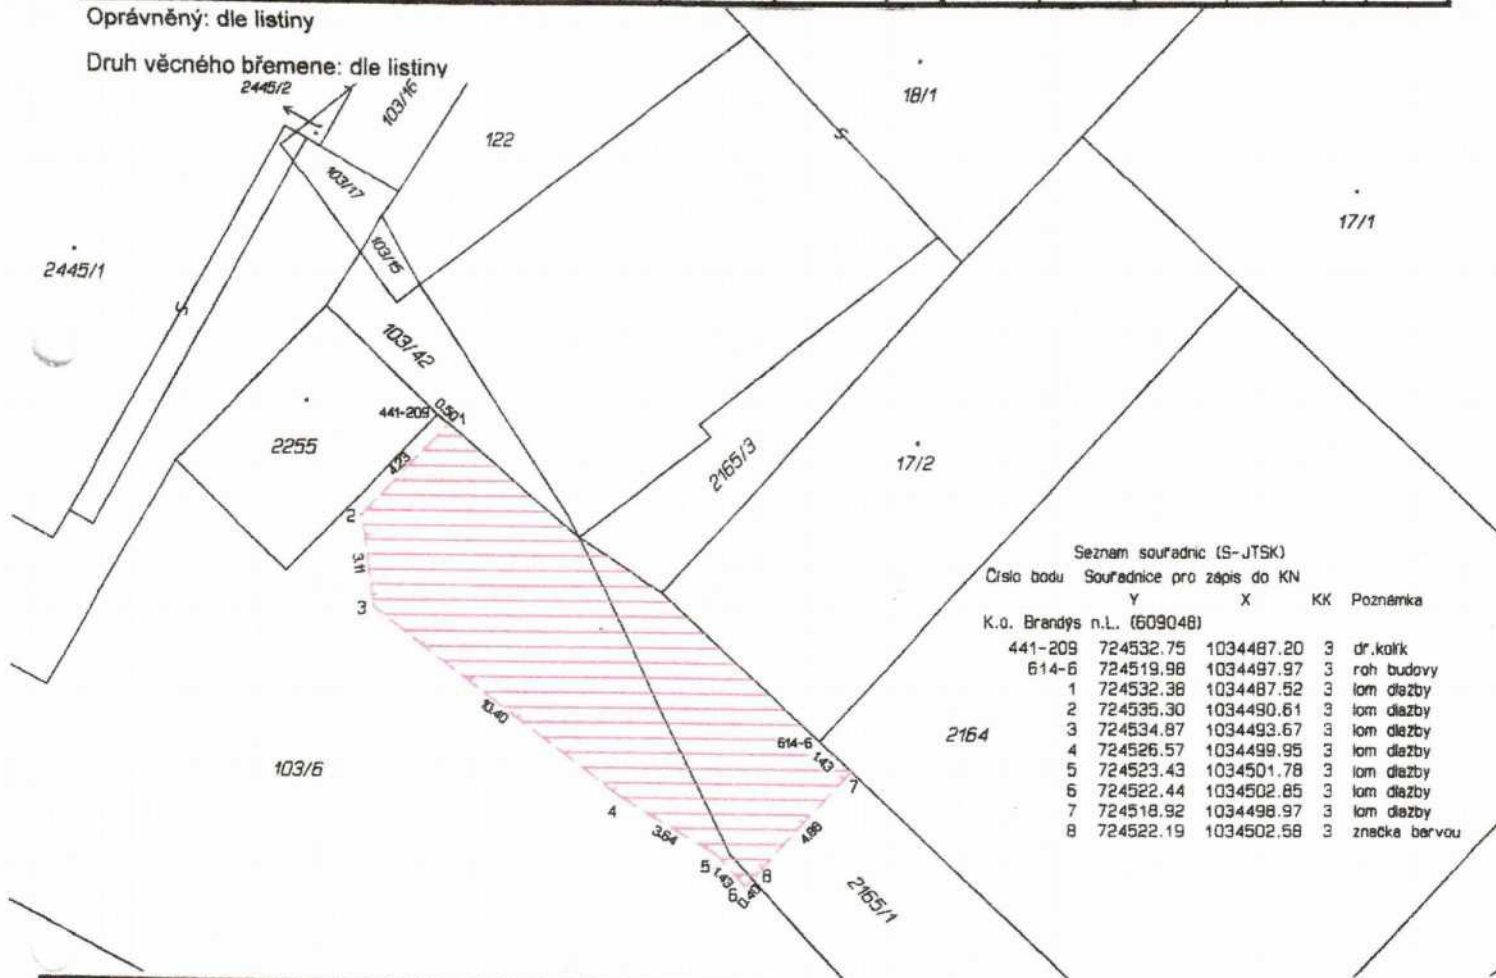 Oprávněný: dle listiny
Druh věcného břemene: dle listiny
2445/2
103/16
18/1
122
103/17
17/1
103/15
2445/1
S
S
103/42
441-209
0.50
1
2255
4.23
2165/3
17/2
2
3.11
3
Seznam souřadnic (S-JTSK)
Číslo bodu Souřadnice pro zápis do KN
Y X KK Poznámka
K.o. Brandýs n.L. (609048)
441-209 724532.75 1034487.20 3 dr.kolík
614-6 724519.98 1034497.97 3 roh budovy
1 724532.38 1034487.52 3 lom dlažby
2 724535.30 1034490.61 3 lom dlažby
3 724534.87 1034493.67 3 lom dlažby
4 724526.57 1034499.95 3 lom dlažby
5 724523.43 1034501.78 3 lom dlažby
6 724522.44 1034502.85 3 lom dlažby
7 724518.92 1034498.97 3 lom dlažby
8 724522.19 1034502.58 3 značka barvou
10.40
2164
614-6
1.43
7
103/6
4
3.64
4.86
5
1.43
6
8
2165/1